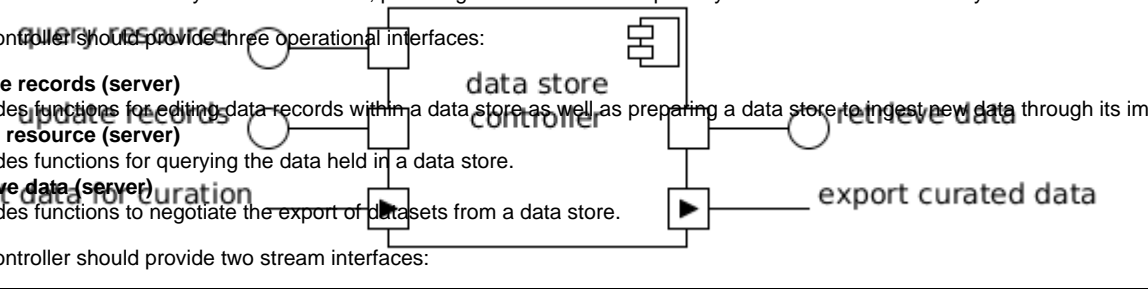 query resource
ontroller should provide three operational interfaces:
data store
controller
e records (server)
des functions for editing data records within a data store as well as preparing a data store to ingest new data through its im
update records
retrieve data
resource (server)
des functions for querying the data held in a data store.
ve data (server)
t data for curation
export curated data
des functions to negotiate the export of datasets from a data store.
ontroller should provide two stream interfaces: